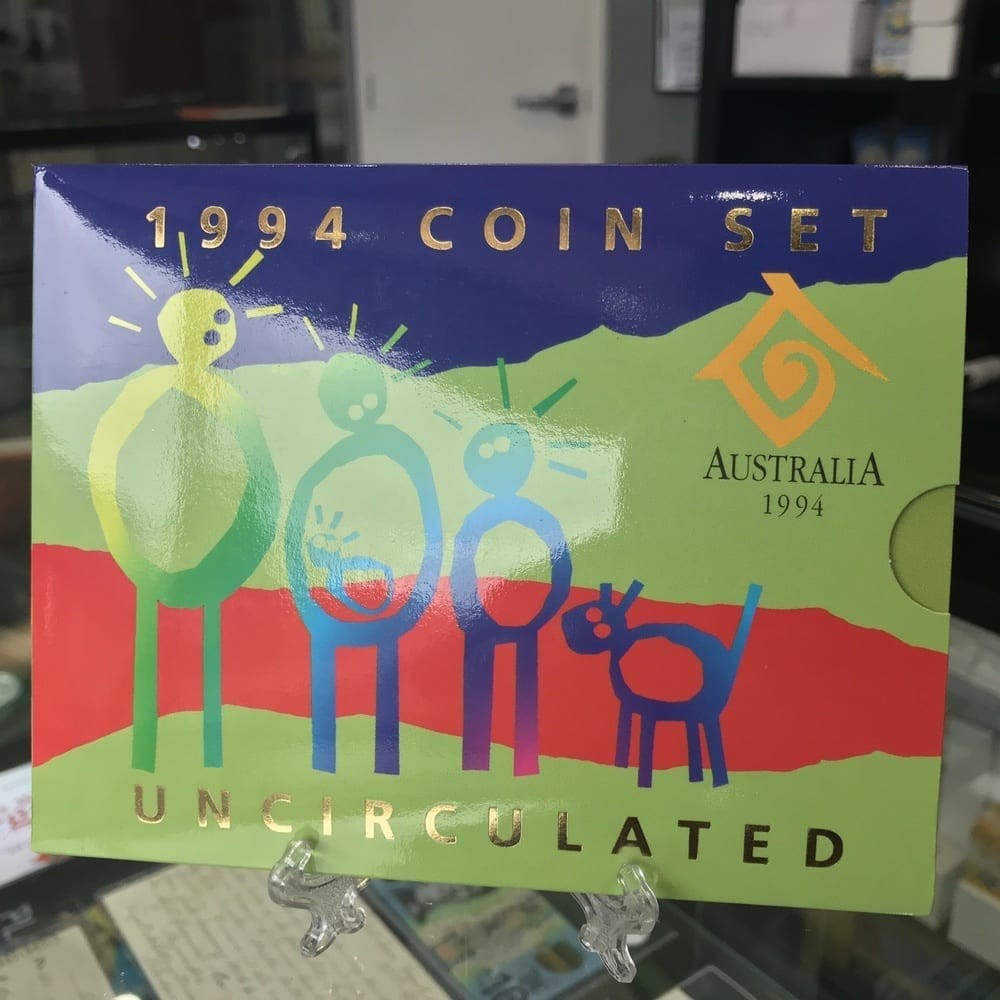 1994 COIN SET
AUSTRALIA
1994
UNCIRCULATED